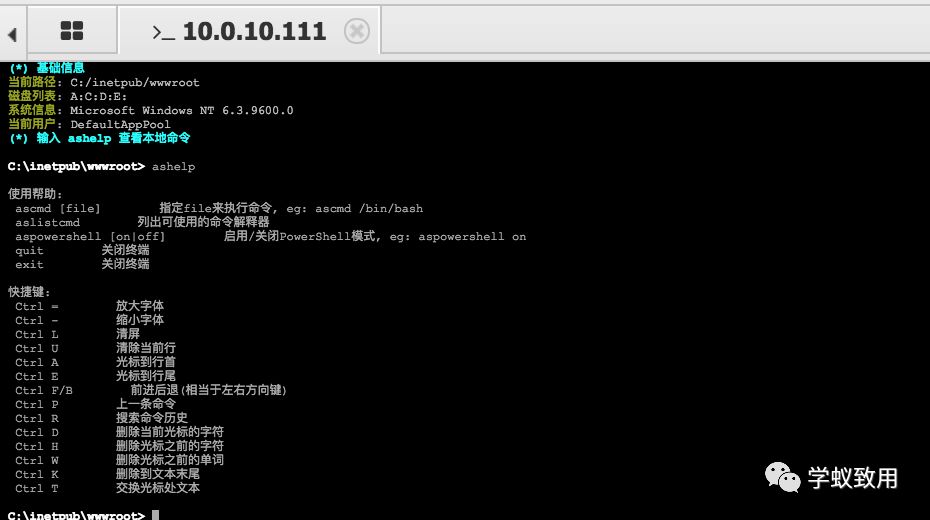 >_ 10.0.10.111
(*) 基础信息
当前路径: C:/inetpub/wwwroot
磁盘列表: A:C:D:E:
系统信息: Microsoft Windows NT 6.3.9600.0
当前用户: DefaultAppPool
(*) 输入 ashelp 查看本地命令
C:\inetpub\wwwroot> ashelp
使用帮助:
ascmd [file] 指定file来执行命令, eg: ascmd /bin/bash
aslistcmd 列出可使用的命令解释器
aspowershell [on|off] 启用/关闭PowerShell模式, eg: aspowershell on
quit 关闭终端
exit 关闭终端
快捷键:
Ctrl = 放大字体
Ctrl - 缩小字体
Ctrl L 清屏
Ctrl U 清除当前行
Ctrl A 光标到行首
Ctrl E 光标到行尾
Ctrl F/B 前进后退(相当于左右方向键)
Ctrl P 上一条命令
Ctrl R 搜索命令历史
Ctrl D 删除当前光标的字符
Ctrl H 删除光标之前的字符
Ctrl W 删除光标之前的单词
Ctrl K 删除到文本末尾
Ctrl T 交换光标处文本
学蚁致用
C:\inetpub\wwwroot>